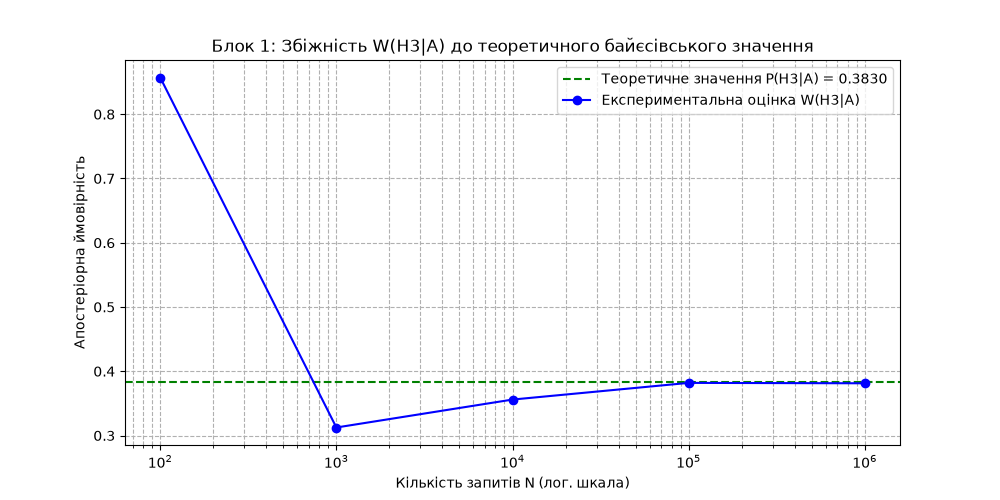 Блок 1: Збіжність W(H3|A) до теоретичного байєсівського значення
Теоретичне значення P(H3|A) = 0.3830
Експериментальна оцінка W(H3|A)
Апостеріорна ймовірність
0.8
0.7
0.6
0.5
0.4
0.3
10²
10³
10⁴
10⁵
10⁶
Кількість запитів N (лог. шкала)